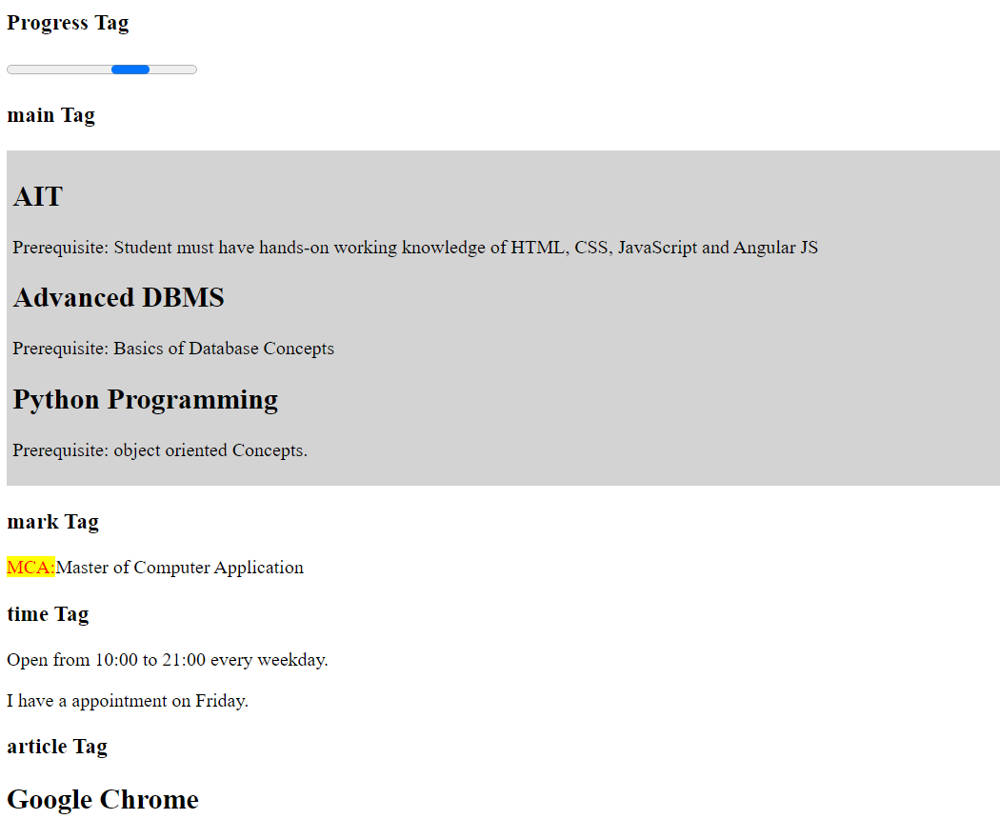 Progress Tag
main Tag
AIT
Prerequisite: Student must have hands-on working knowledge of HTML, CSS, JavaScript and Angular JS
Advanced DBMS
Prerequisite: Basics of Database Concepts
Python Programming
Prerequisite: object oriented Concepts.
mark Tag
MCA:Master of Computer Application
time Tag
Open from 10:00 to 21:00 every weekday.
I have a appointment on Friday.
article Tag
Google Chrome